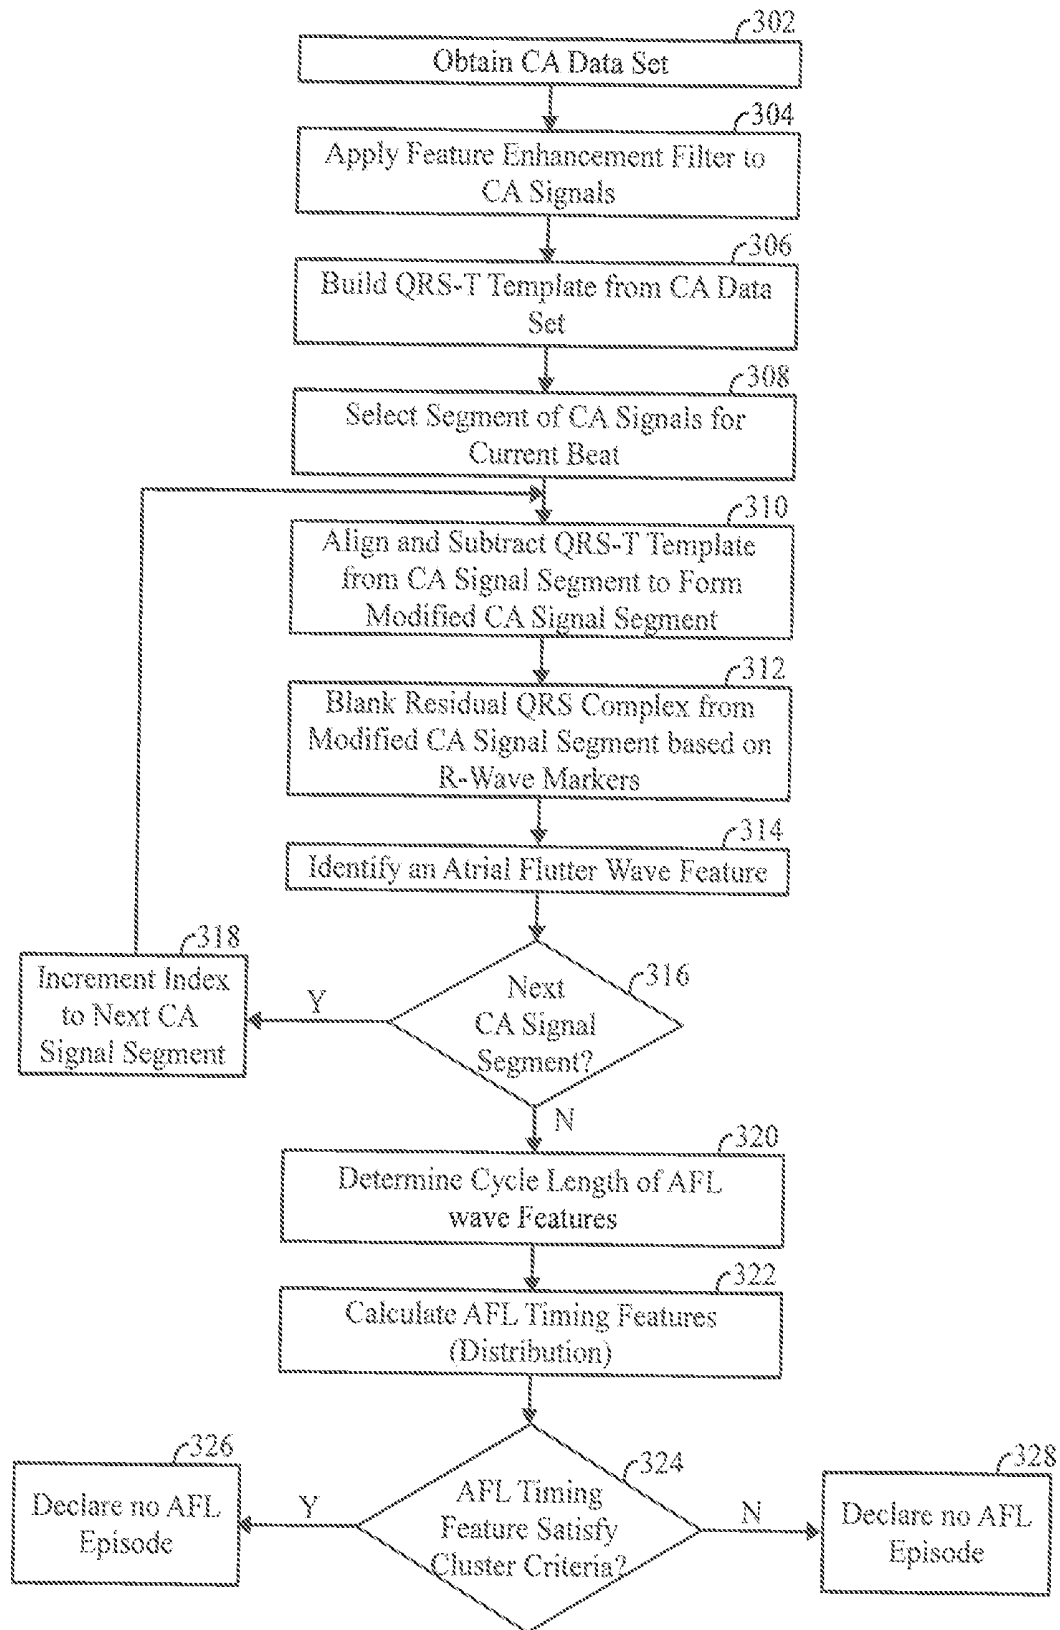 302
Obtain CA Data Set
304
Apply Feature Enhancement Filter to
CA Signals
306
Build QRS-T Template from CA Data
Set
308
Select Segment of CA Signals for
Current Beat
310
Align and Subtract QRS-T Template
from CA Signal Segment to Form
Modified CA Signal Segment
312
Blank Residual QRS Complex from
Modified CA Signal Segment based on
R-Wave Markers
314
Identify an Atrial Flutter Wave Feature
318
Increment Index
to Next CA
Signal Segment
Y
316
Next
CA Signal
Segment?
N
320
Determine Cycle Length of AFL
wave Features
322
Calculate AFL Timing Features
(Distribution)
326
Declare no AFL
Episode
Y
324
AFL Timing
Feature Satisfy
Cluster Criteria?
N
328
Declare no AFL
Episode